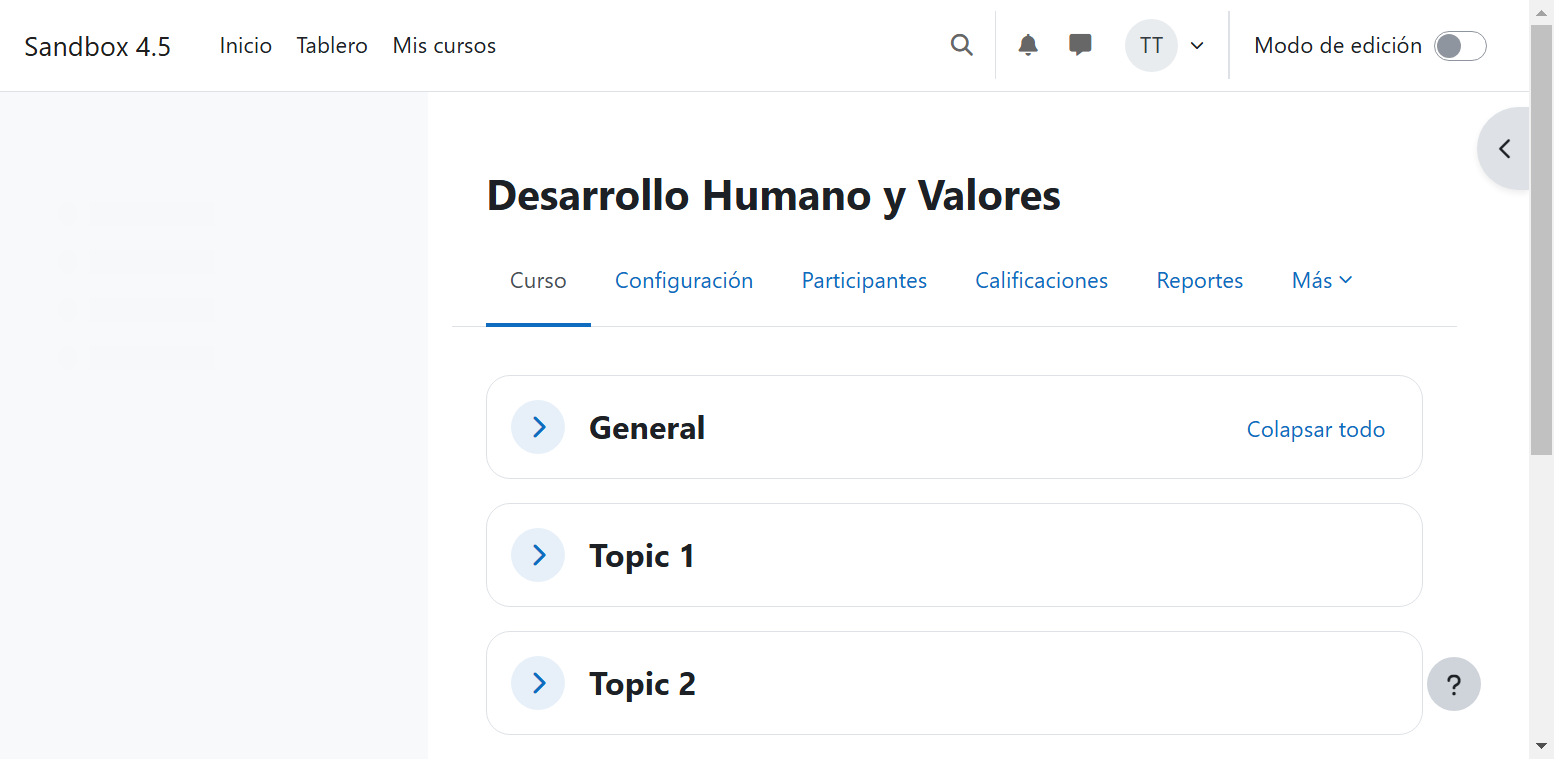 Sandbox 4.5 Inicio Tablero Mis cursos TT Modo de edición
Desarrollo Humano y Valores
Curso Configuración Participantes Calificaciones Reportes Más
General Colapsar todo
Topic 1
Topic 2
?